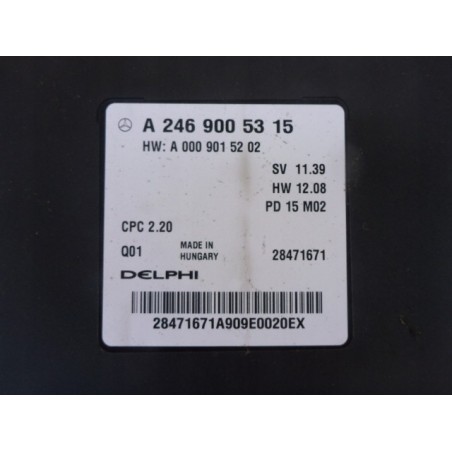 A 246 900 53 15
HW: A 000 901 52 02
SV 11.39
HW 12.08
PD 15 M02
CPC 2.20
Q01 MADE IN HUNGARY 28471671
DELPHI
28471671A909E0020EX